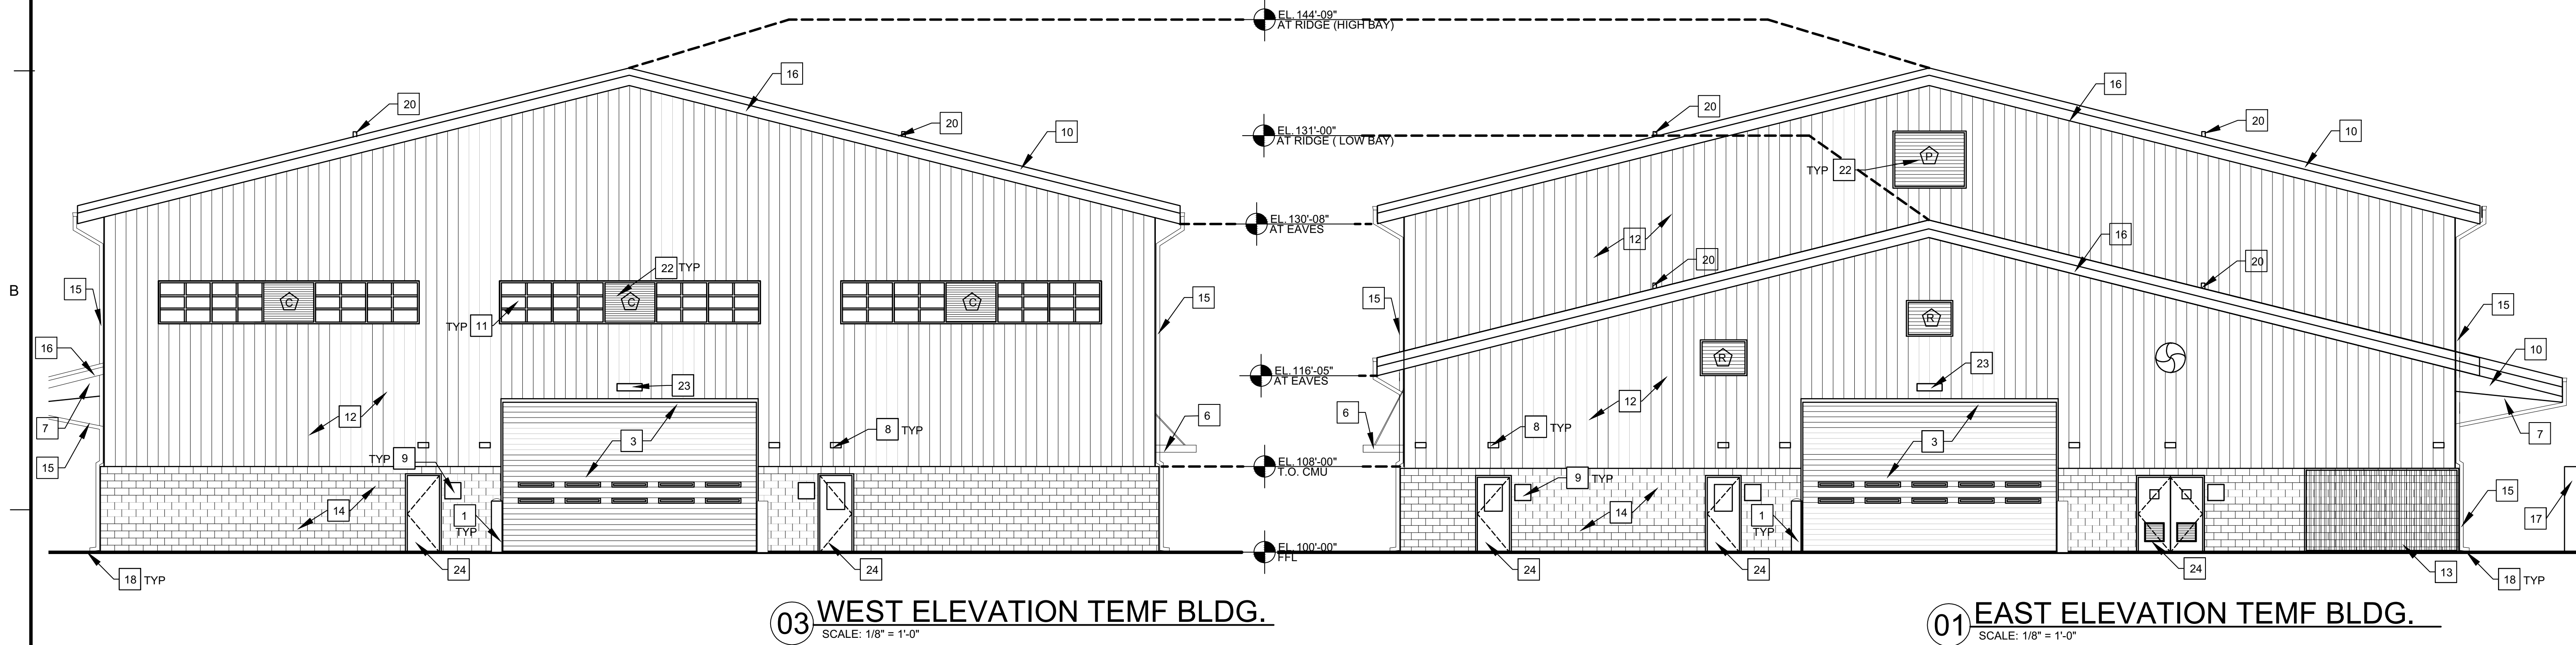 EL. 144'-09"
AT RIDGE (HIGH BAY)
16
16
20
20
20
20
10
EL. 131'-00"
AT RIDGE ( LOW BAY)
10
P
TYP 22
EL. 130'-08"
AT EAVES
12
16
22 TYP
20
20
15
C
C
C
15
15
15
TYP 11
R
16
R
10
EL. 116'-05"
AT EAVES
23
23
12
12
6
6
7
8 TYP
8 TYP
7
3
3
15
TYP 9
EL. 108'-00"
T.O. CMU
9 TYP
15
14
1
TYP
14
1
TYP
17
EL. 100'-00"
FFL
B
18 TYP
24
24
24
24
24
13
18 TYP
03 WEST ELEVATION TEMF BLDG.
SCALE: 1/8" = 1'-0"
01 EAST ELEVATION TEMF BLDG.
SCALE: 1/8" = 1'-0"